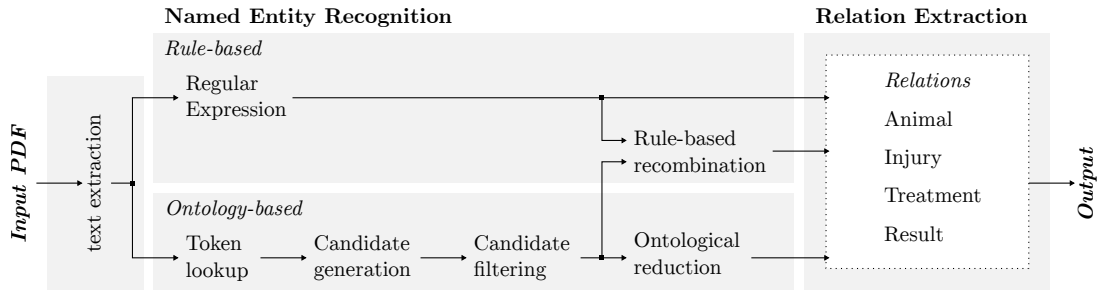 Named Entity Recognition
Relation Extraction
Rule-based
Regular
Expression
Rule-based
recombination
Input PDF
text extraction
Ontology-based
Token
lookup
Candidate
generation
Candidate
filtering
Ontological
reduction
Relations
Animal
Injury
Treatment
Result
Output